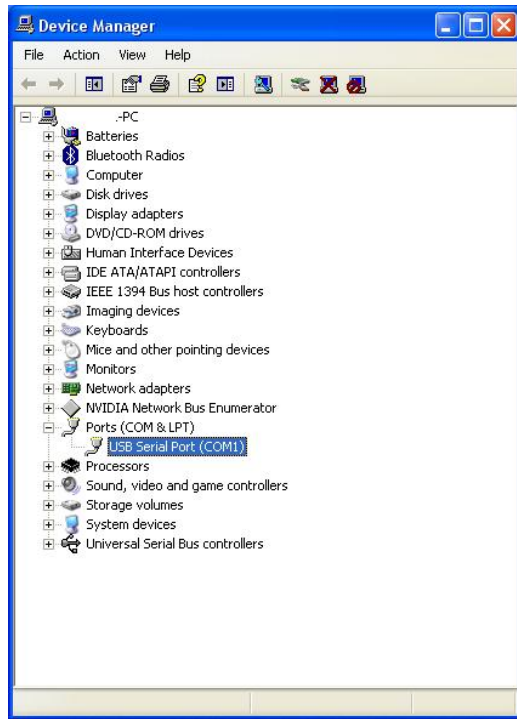 Device Manager
File Action View Help
.-PC
Batteries
Bluetooth Radios
Computer
Disk drives
Display adapters
DVD/CD-ROM drives
Human Interface Devices
IDE ATA/ATAPI controllers
IEEE 1394 Bus host controllers
Imaging devices
Keyboards
Mice and other pointing devices
Monitors
Network adapters
NVIDIA Network Bus Enumerator
Ports (COM & LPT)
USB Serial Port (COM1)
Processors
Sound, video and game controllers
Storage volumes
System devices
Universal Serial Bus controllers